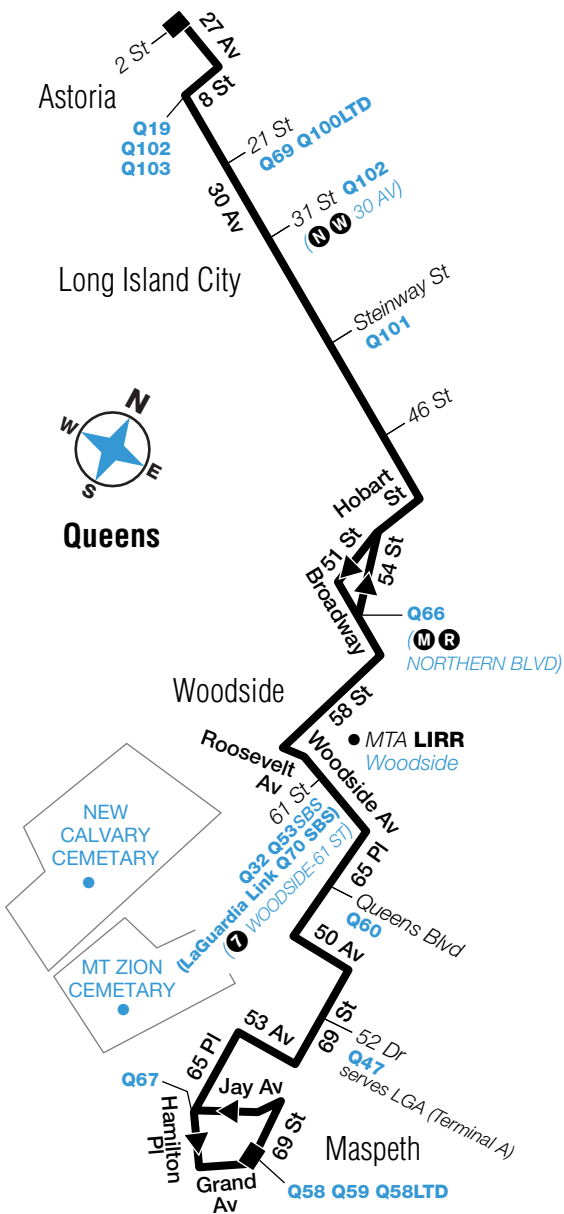 27 Av
2 St
8 St
Astoria
Q19
Q102
Q103
21 St
Q69 Q100LTD
30 Av
31 St Q102
(N W 30 AV)
Long Island City
Steinway St
Q101
46 St
N
W
E
S
Queens
Hobart
St
51 St
54 St
Broadway
Q66
(M R
NORTHERN BLVD)
58 St
Woodside
MTA LIRR
Woodside
Roosevelt
Av
Woodside Av
61 St
Q32 Q53SBS
(LaGuardia Link Q70 SBS)
(7 WOODSIDE-61 ST)
NEW
CALVARY
CEMETARY
65 Pl
Queens Blvd
Q60
50 Av
MT ZION
CEMETARY
69 St
52 Dr
Q47
serves LGA (Terminal A)
53 Av
65 Pl
Q67
Jay Av
Hamilton
Pl
69 St
Maspeth
Grand
Av
Q58 Q59 Q58LTD